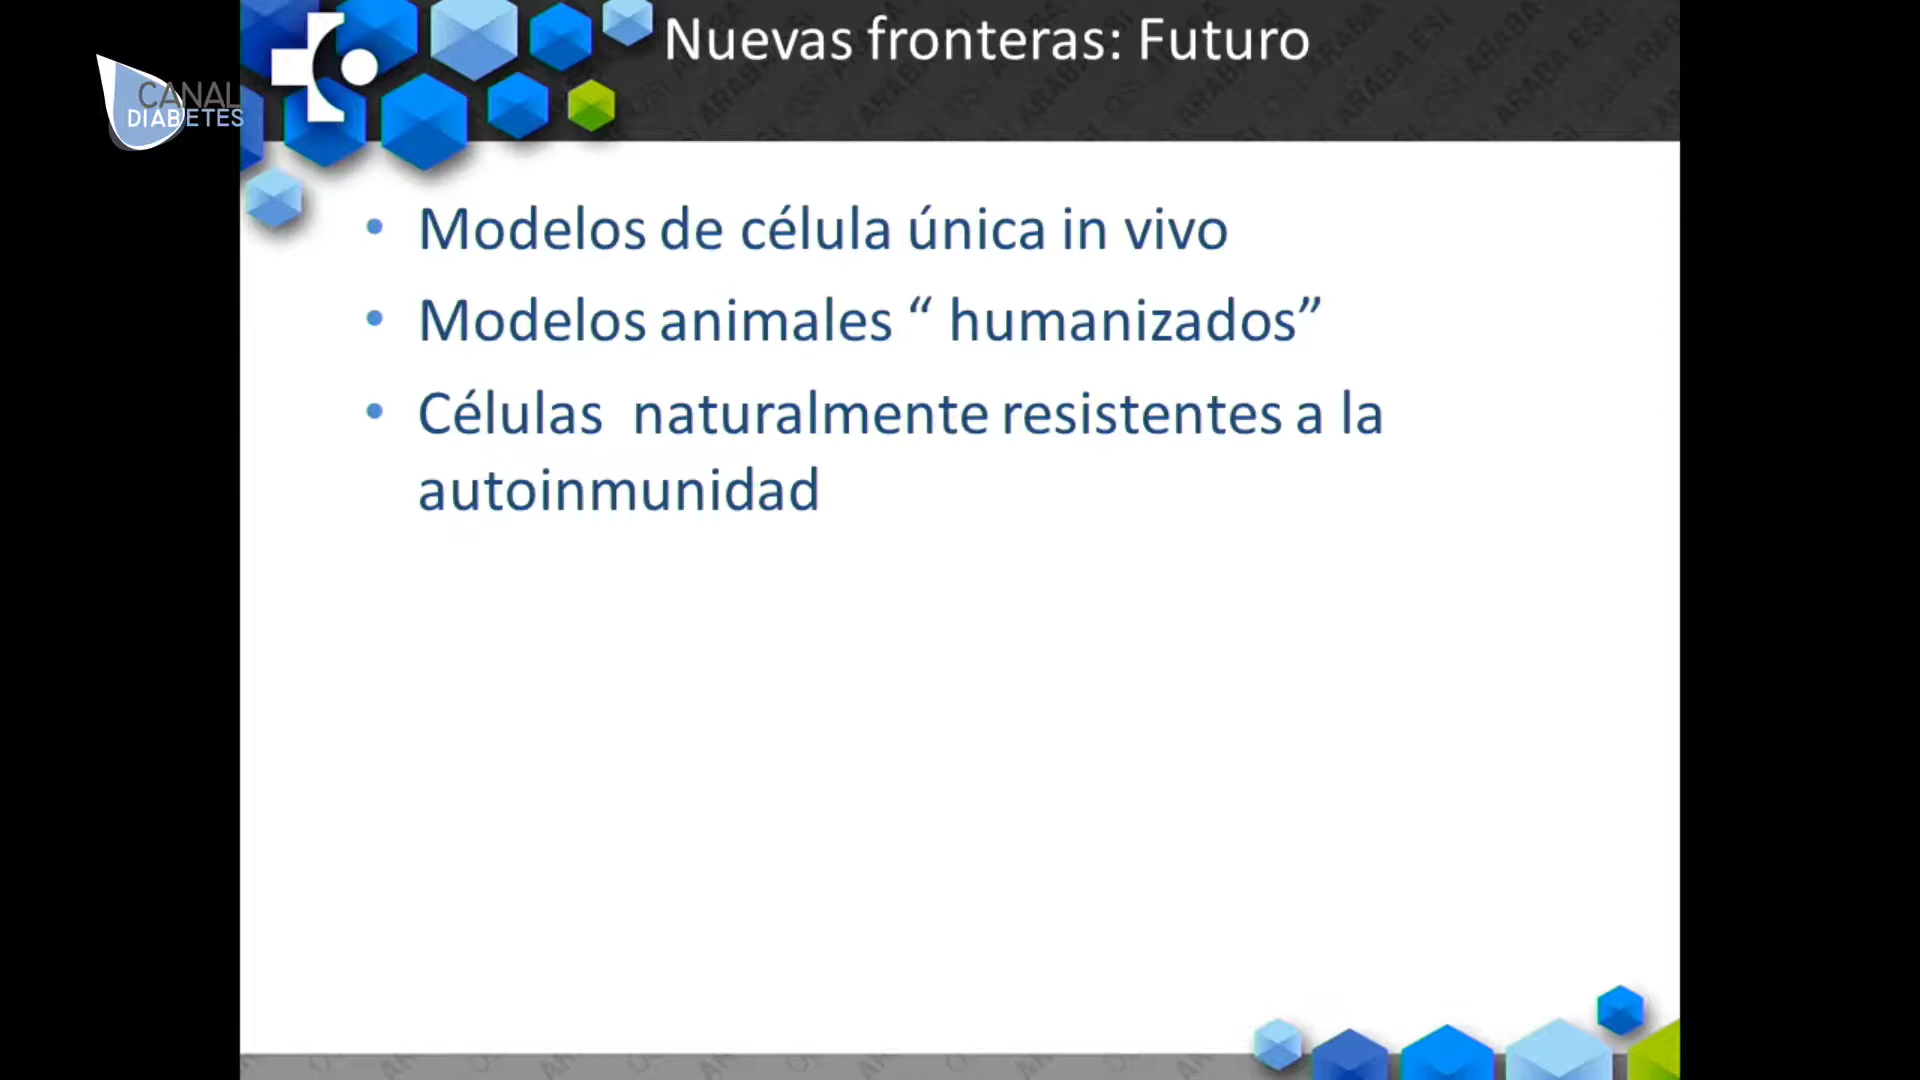 Nuevas fronteras: Futuro
CANAL
DIABETES
• Modelos de célula única in vivo
• Modelos animales “ humanizados”
• Células naturalmente resistentes a la
autoinmunidad